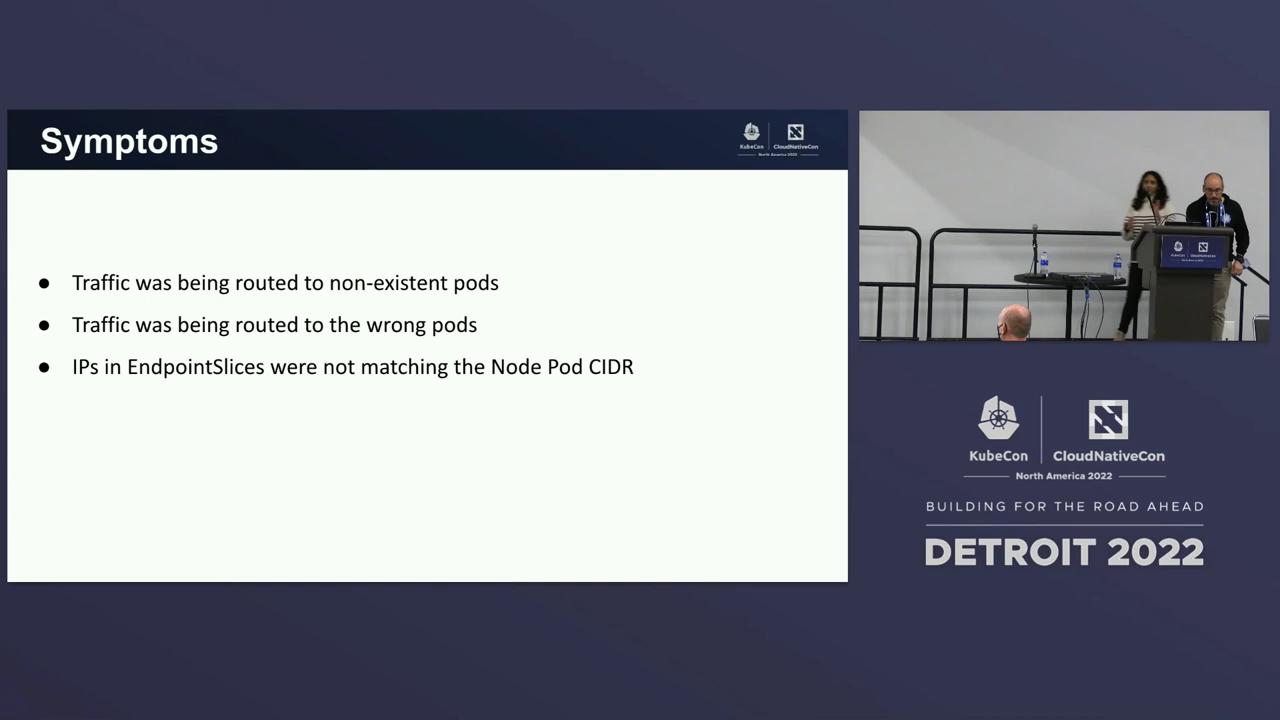 Symptoms
KubeCon
CloudNativeCon
North America 2022
● Traffic was being routed to non-existent pods
● Traffic was being routed to the wrong pods
● IPs in EndpointSlices were not matching the Node Pod CIDR
KubeCon
CloudNativeCon
North America 2022
BUILDING FOR THE ROAD AHEAD
DETROIT 2022